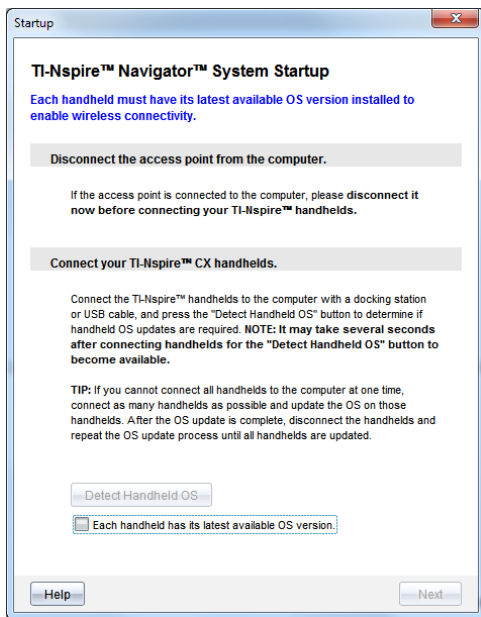 Startup
x
TI-Nspire™ Navigator™ System Startup
Each handheld must have its latest available OS version installed to
enable wireless connectivity.
Disconnect the access point from the computer.
If the access point is connected to the computer, please disconnect it
now before connecting your TI-Nspire™ handhelds.
Connect your TI-Nspire™ CX handhelds.
Connect the TI-Nspire™ handhelds to the computer with a docking station
or USB cable, and press the "Detect Handheld OS" button to determine if
handheld OS updates are required. NOTE: It may take several seconds
after connecting handhelds for the "Detect Handheld OS" button to
become available.
TIP: If you cannot connect all handhelds to the computer at one time,
connect as many handhelds as possible and update the OS on those
handhelds. After the OS update is complete, disconnect the handhelds and
repeat the OS update process until all handhelds are updated.
Detect Handheld OS
Each handheld has its latest available OS version.
Help
Next